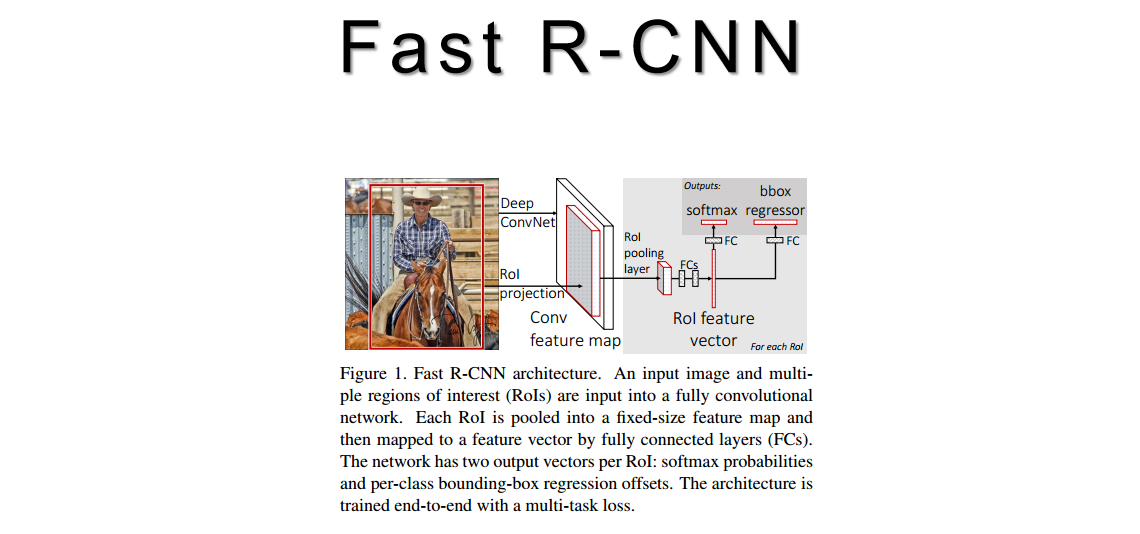 Fast R-CNN
Outputs:
bbox
softmax regressor
Deep
ConvNet
FC
FC
RoI
pooling
layer
FCs
RoI
projection
Conv
feature map
RoI feature
vector
For each RoI
Figure 1. Fast R-CNN architecture. An input image and multi-
ple regions of interest (RoIs) are input into a fully convolutional
network. Each RoI is pooled into a fixed-size feature map and
then mapped to a feature vector by fully connected layers (FCs).
The network has two output vectors per RoI: softmax probabilities
and per-class bounding-box regression offsets. The architecture is
trained end-to-end with a multi-task loss.